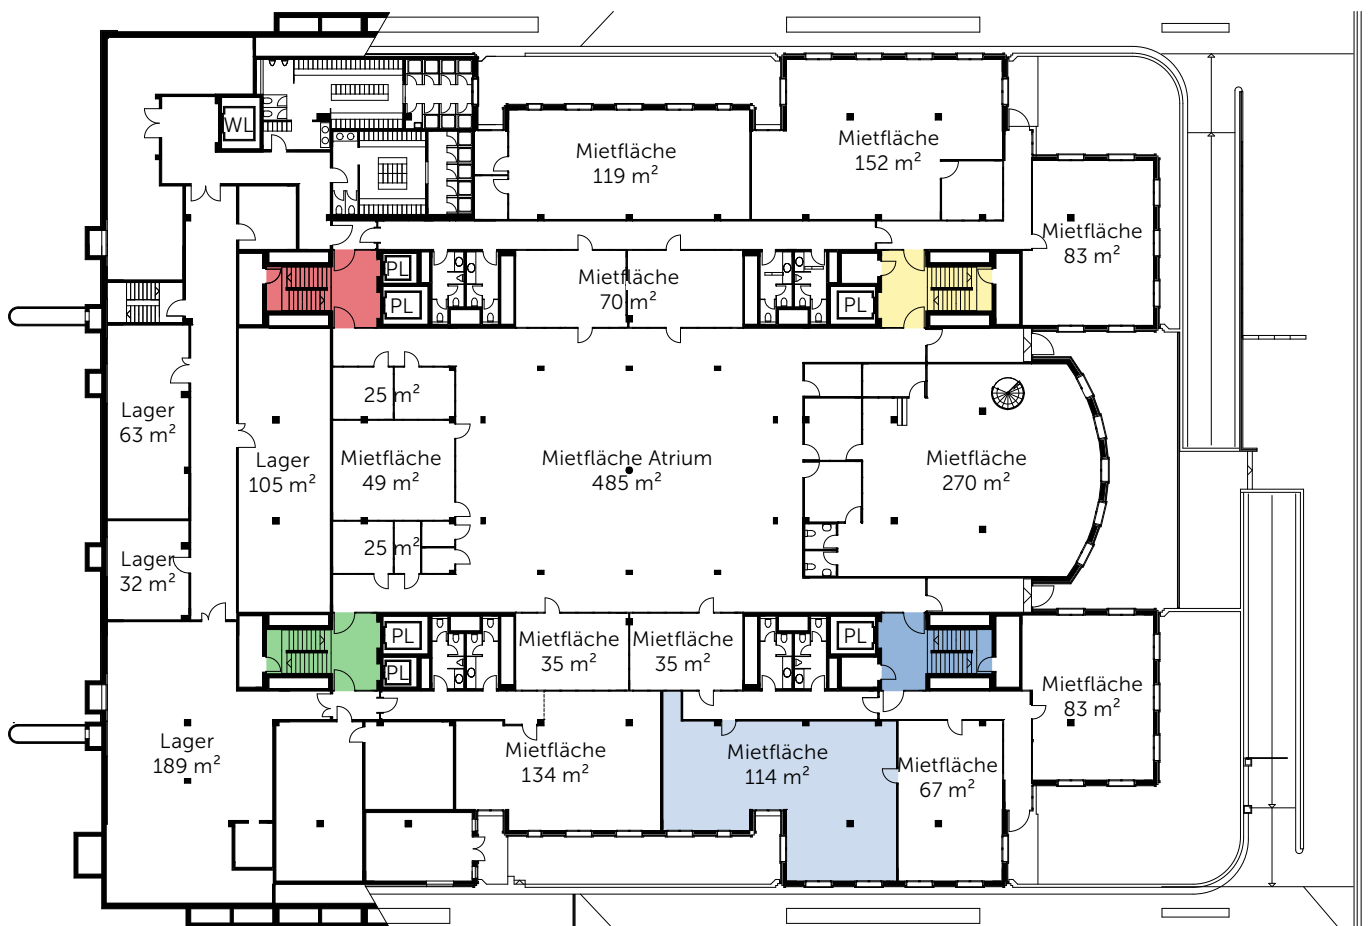 WL
Mietfläche
119 m²
Mietfläche
152 m²
Mietfläche
83 m²
PL
PL
Mietfläche
70 m²
PL
25 m²
Lager
63 m²
Lager
105 m²
Mietfläche
49 m²
Mietfläche Atrium
485 m²
Mietfläche
270 m²
25 m²
Lager
32 m²
PL
PL
Mietfläche
35 m²
Mietfläche
35 m²
PL
Mietfläche
83 m²
Lager
189 m²
Mietfläche
134 m²
Mietfläche
114 m²
Mietfläche
67 m²